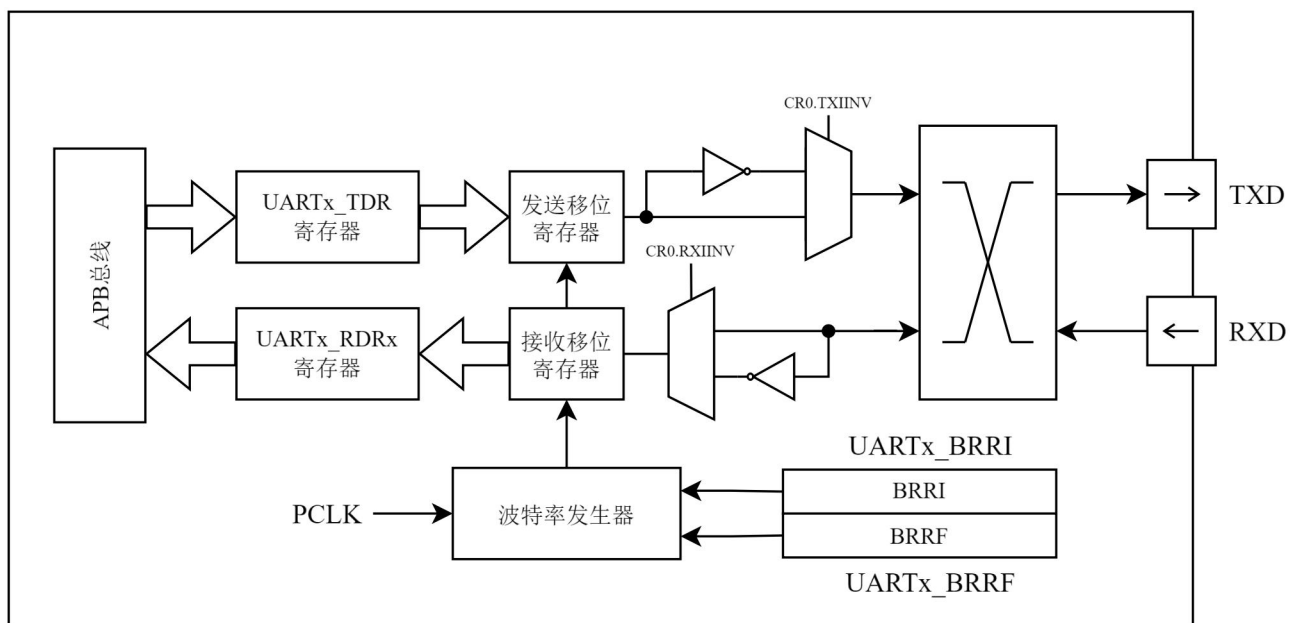 CR0.TXIINV
UARTx_TDR
寄存器
发送移位
寄存器
TXD
APB总线
CR0.RXIINV
UARTx_RDRx
寄存器
接收移位
寄存器
RXD
UARTx_BRRI
PCLK
波特率发生器
BRRI
BRRF
UARTx_BRRF